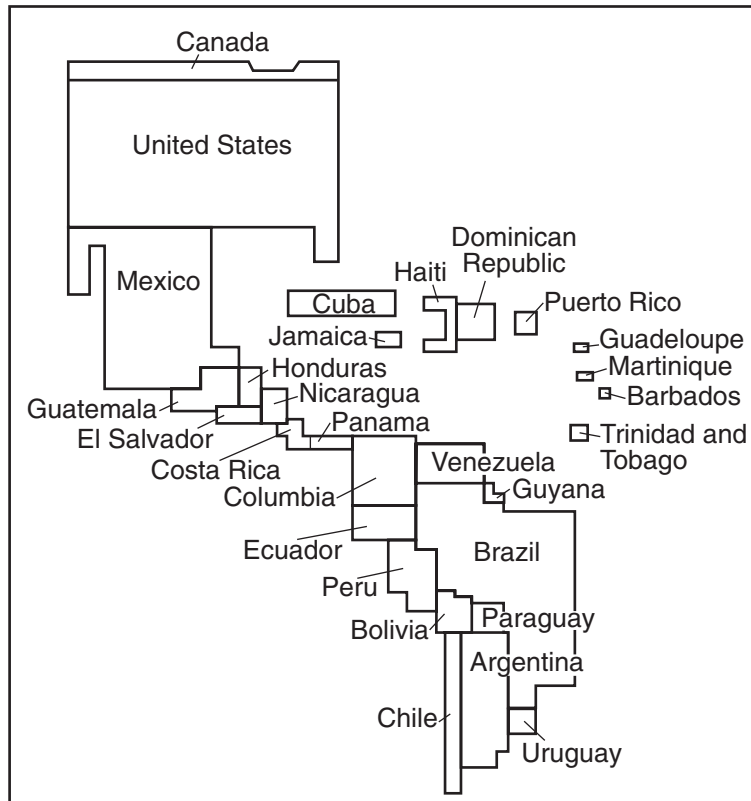 Canada
United States
Dominican
Republic
Haiti
Mexico
Cuba
Puerto Rico
Jamaica
Guadeloupe
Honduras
Martinique
Guatemala
Nicaragua
Barbados
El Salvador
Panama
Trinidad and
Tobago
Costa Rica
Venezuela
Columbia
Guyana
Ecuador
Brazil
Peru
Bolivia
Paraguay
Argentina
Chile
Uruguay